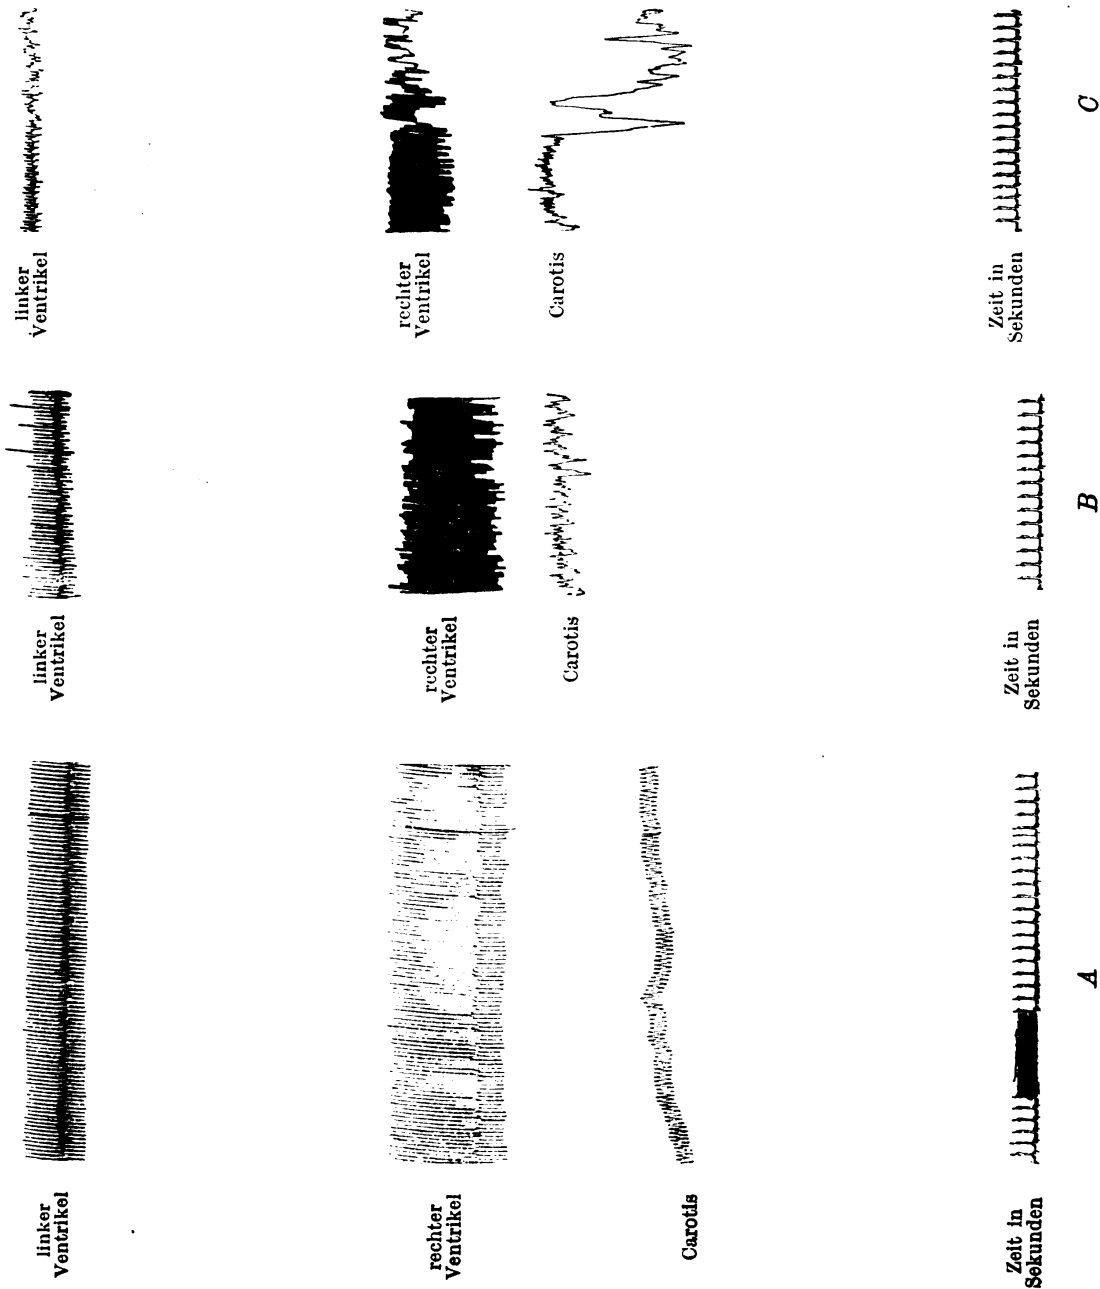 linker
Ventrikel
rechter
Ventrikel
Carotis
Zeit in
Sekunden
A
linker
Ventrikel
rechter
Ventrikel
Carotis
Zeit in
Sekunden
B
linker
Ventrikel
rechter
Ventrikel
Carotis
Zeit in
Sekunden
C